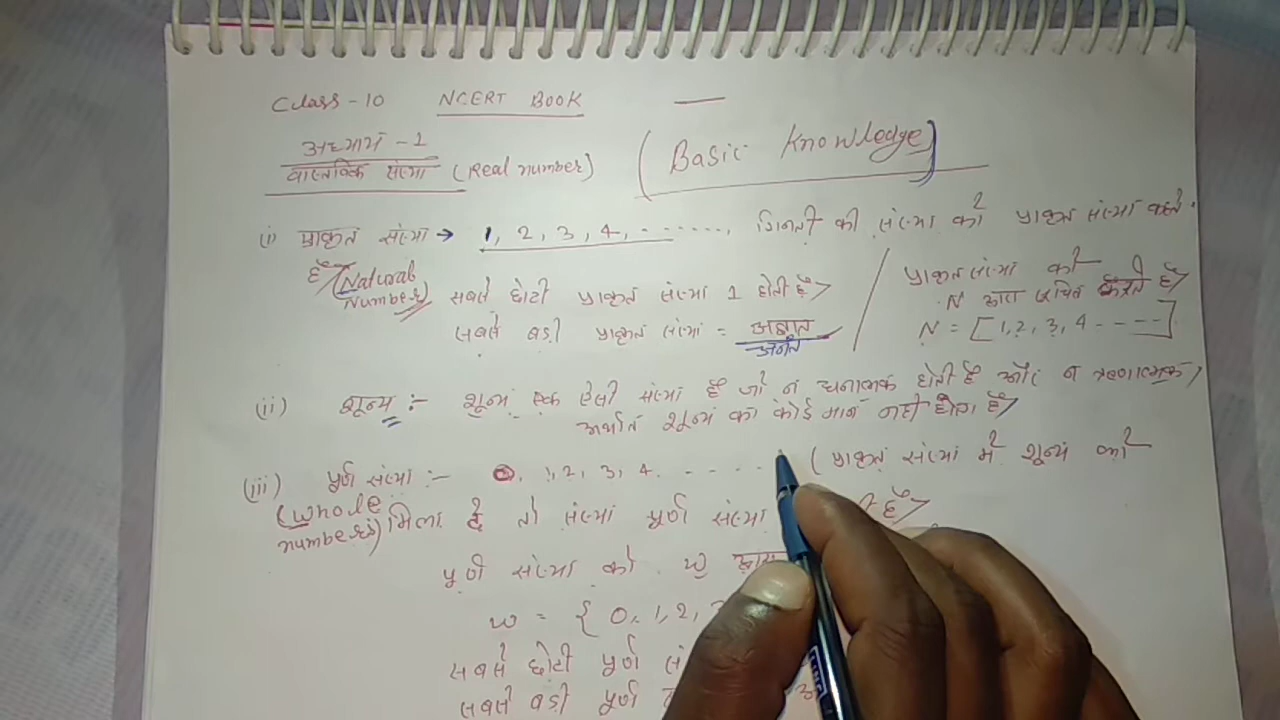 Class - 10 NCERT BOOK
अध्याय - 1
वास्तविक संख्या (Real number) (Basic Knowledge)
(i) प्राकृत संख्या → 1, 2, 3, 4, ......., गिनती की संख्या को प्राकृत संख्या कहते
है (Natural Numbers)
सबसे छोटी प्राकृत संख्या 1 होती है
सबसे बड़ी प्राकृत संख्या = अज्ञात
अनंत
प्राकृत संख्या को
N द्वारा सूचित करते है
N = [1, 2, 3, 4 - - - -]
(ii) शून्य :- शून्य एक ऐसी संख्या है जो न धनात्मक होती है और न ऋणात्मक,
अर्थात शून्य का कोई मान नही होता है
(iii) पूर्ण संख्या :- 0, 1, 2, 3, 4. - - - - - (प्राकृत संख्या में शून्य को
(whole numbers) मिला दे तो संख्या पूर्ण संख्या है
पूर्ण संख्या को W
W = { 0, 1, 2,
सबसे छोटी पूर्ण
सबसे बड़ी पूर्ण